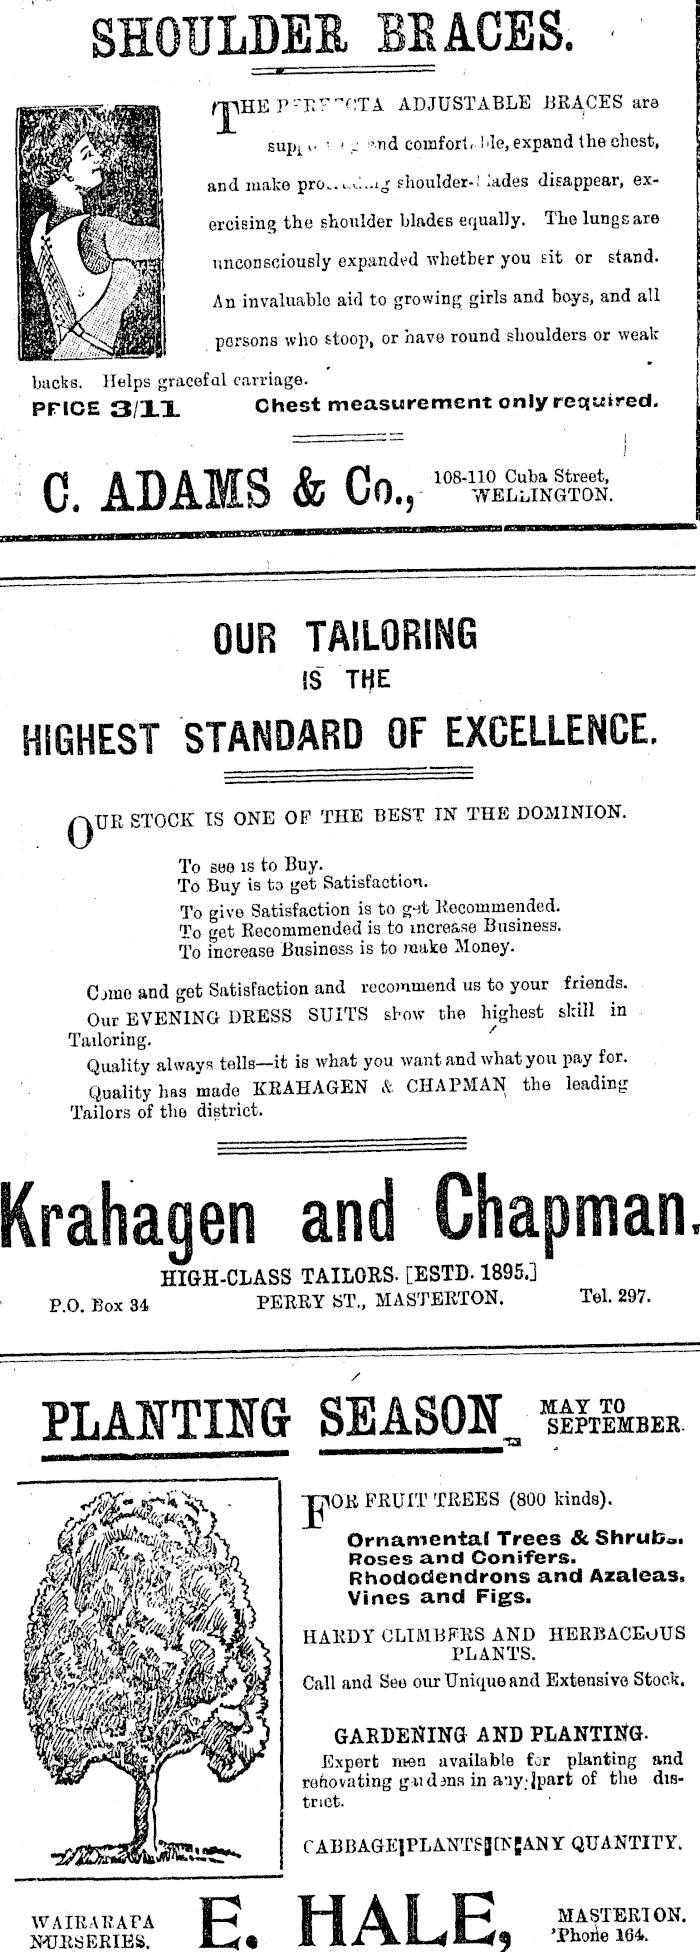 SHOULDER BRACES.
THE PERFECTA ADJUSTABLE BRACES are
and comfortable, expand the chest,
and make protruding shoulder-blades disappear, ex-
ercising the shoulder blades equally. The lungs are
unconsciously expanded whether you sit or stand.
An invaluable aid to growing girls and boys, and all
persons who stoop, or have round shoulders or weak
backs. Helps graceful carriage.
PRICE 3/11 Chest measurement only required.
C. ADAMS & Co., 108-110 Cuba Street,
WELLINGTON.
OUR TAILORING
IS THE
HIGHEST STANDARD OF EXCELLENCE.
OUR STOCK IS ONE OF THE BEST IN THE DOMINION.
To see is to Buy.
To Buy is to get Satisfaction.
To give Satisfaction is to get Recommended.
To get Recommended is to increase Business.
To increase Business is to make Money.
Come and get Satisfaction and recommend us to your friends.
Our EVENING DRESS SUITS show the highest skill in
Tailoring.
Quality always tells—it is what you want and what you pay for.
Quality has made KRAHAGEN & CHAPMAN the leading
Tailors of the district.
Krahagen and Chapman.
HIGH-CLASS TAILORS. [ESTD. 1895.]
P.O. Box 34 PERRY ST., MASTERTON. Tel. 297.
PLANTING SEASON MAY TO
SEPTEMBER.
FOR FRUIT TREES (800 kinds).
Ornamental Trees & Shrubs.
Roses and Conifers.
Rhododendrons and Azaleas.
Vines and Figs.
HARDY CLIMBERS AND HERBACEOUS
PLANTS.
Call and See our Unique and Extensive Stock.
GARDENING AND PLANTING.
Expert men available for planting and
renovating gardens in any part of the dis-
trict.
CABBAGE PLANTS IN ANY QUANTITY.
WAIRARAPA
NURSERIES.
E. HALE,
MASTERTON.
'Phone 164.